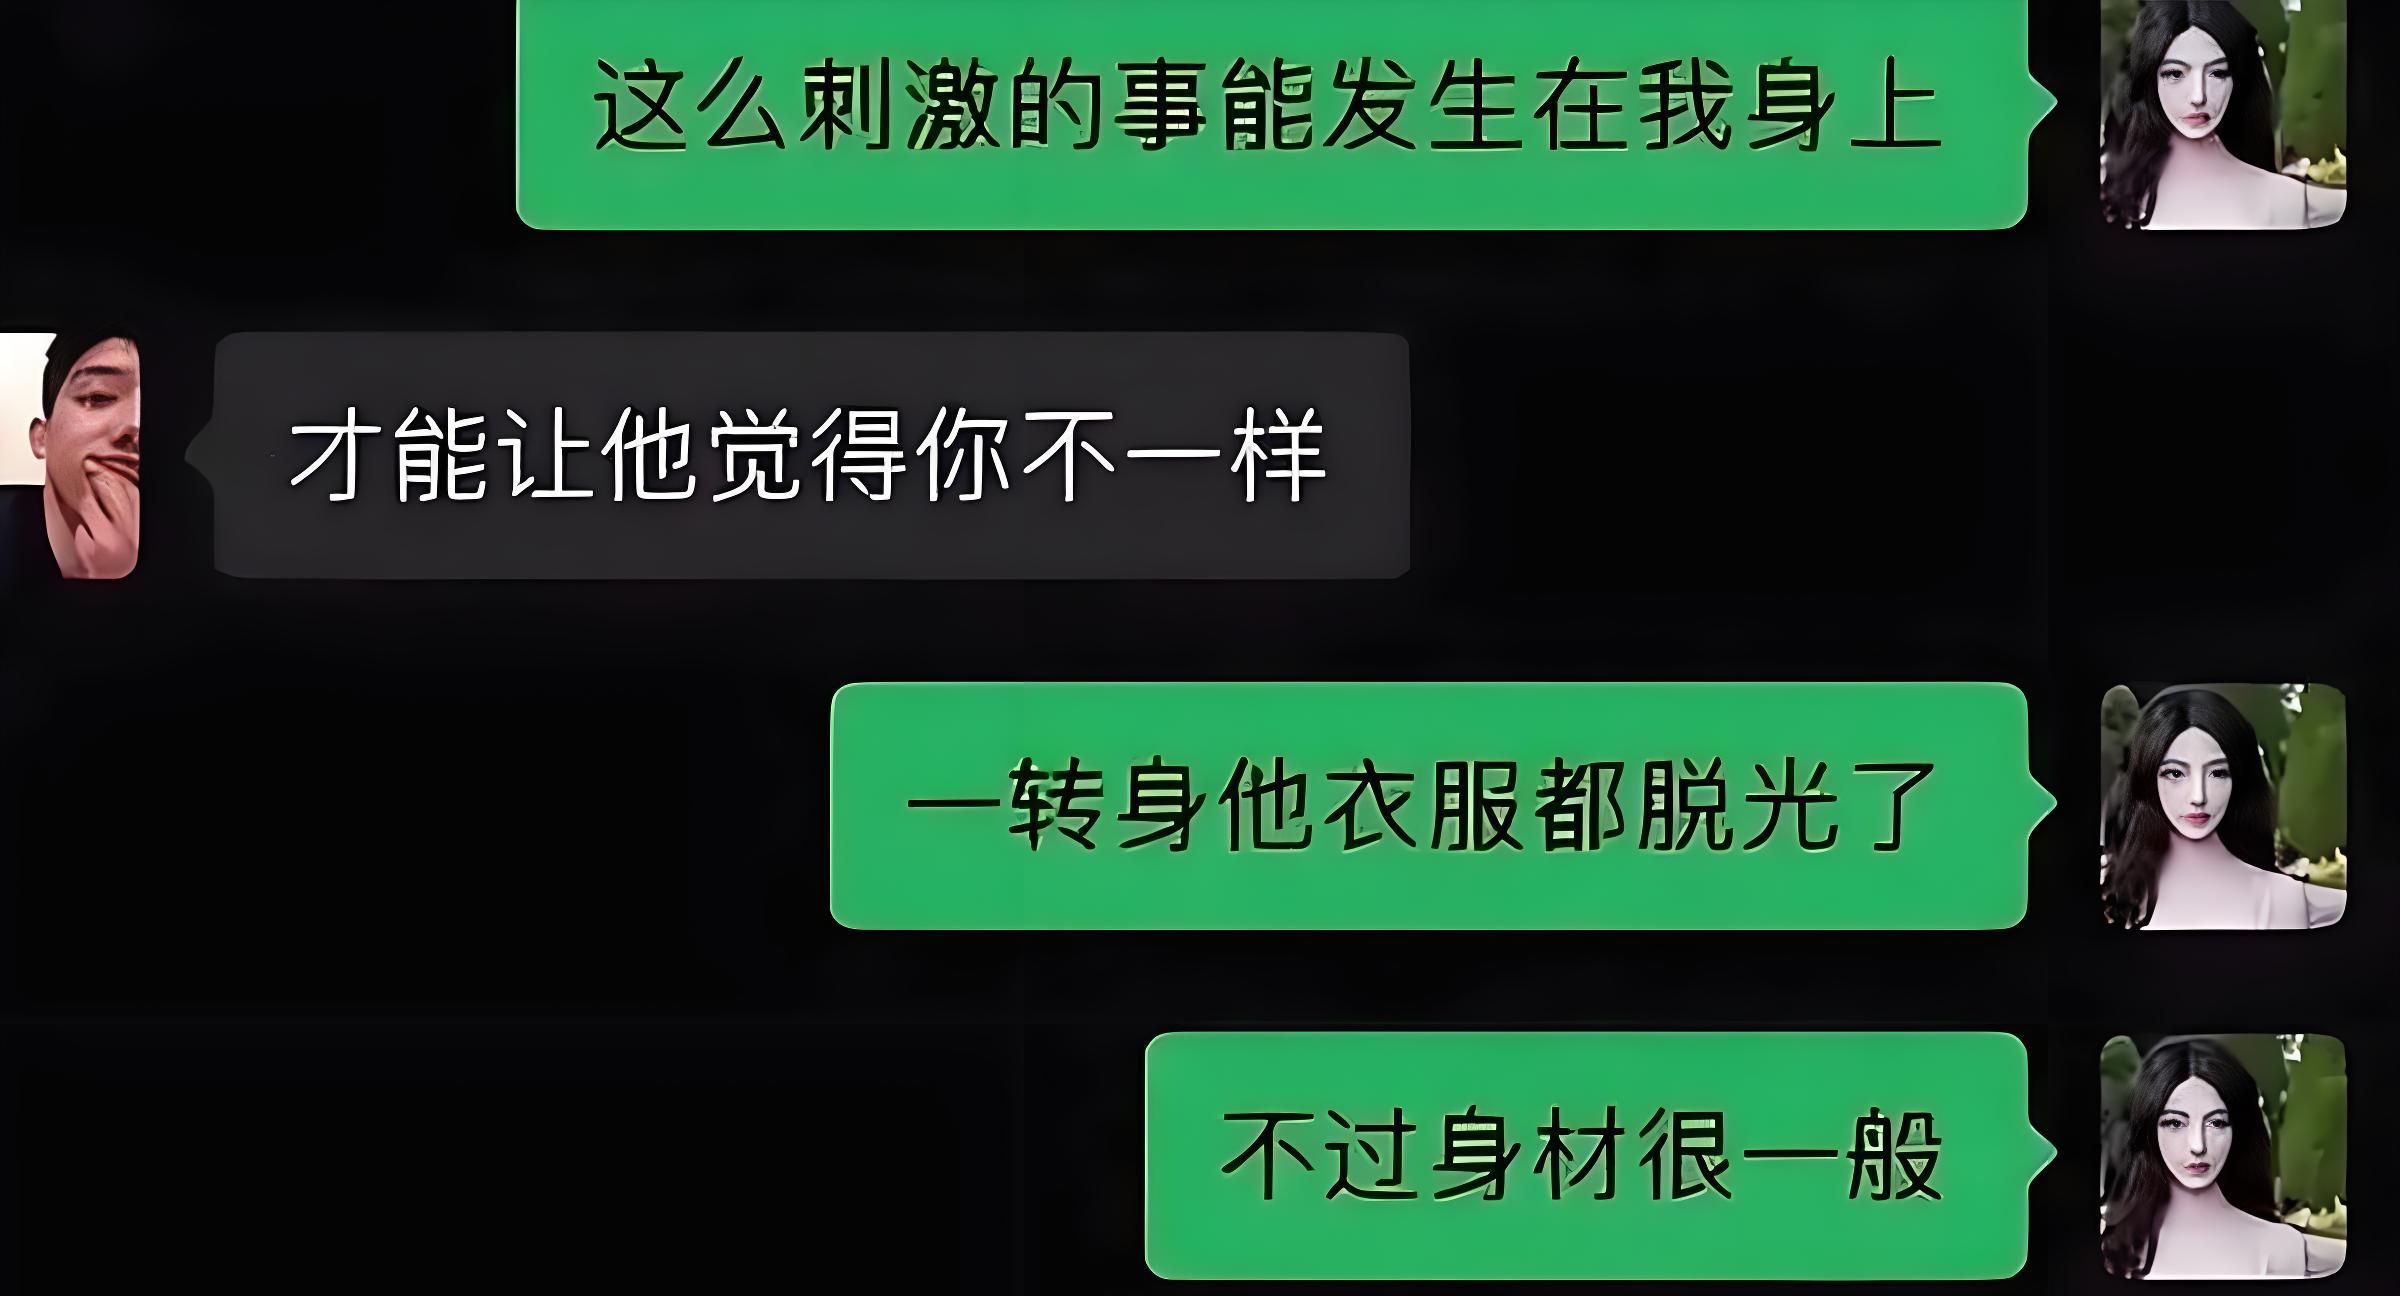 这么刺激的事能发生在我身上
才能让他觉得你不一样
一转身他衣服都脱光了
不过身材很一般